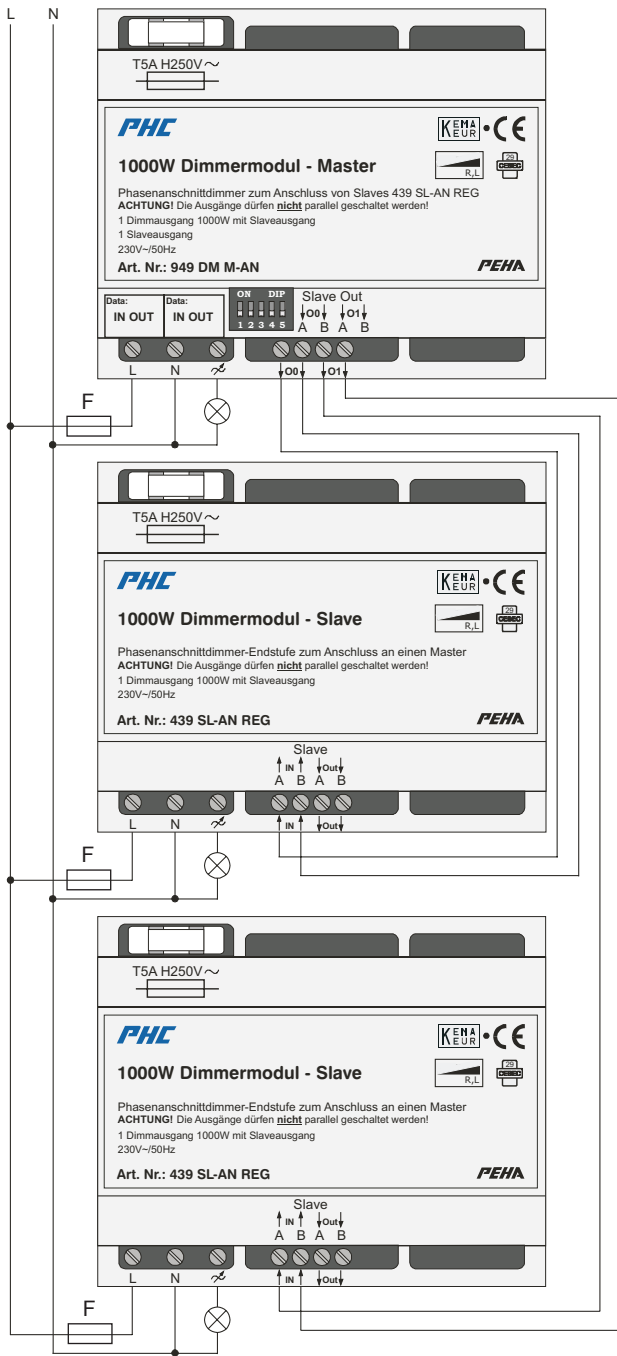 L N
T5A H250V ~
PHC
KEMA EUR • CE
1000W Dimmermodul - Master
R,L
29 CEBEC
Phasenanschnittdimmer zum Anschluss von Slaves 439 SL-AN REG
ACHTUNG! Die Ausgänge dürfen nicht parallel geschaltet werden!
1 Dimmausgang 1000W mit Slaveausgang
1 Slaveausgang
230V~/50Hz
Art. Nr.: 949 DM M-AN
PEHA
Data: IN OUT
Data: IN OUT
ON DIP
1 2 3 4 5
Slave Out
O0 O1
A B A B
L N
O0 O1
F
T5A H250V ~
PHC
KEMA EUR • CE
1000W Dimmermodul - Slave
R,L
29 CEBEC
Phasenanschnittdimmer-Endstufe zum Anschluss an einen Master
ACHTUNG! Die Ausgänge dürfen nicht parallel geschaltet werden!
1 Dimmausgang 1000W mit Slaveausgang
230V~/50Hz
Art. Nr.: 439 SL-AN REG
PEHA
Slave
IN Out
A B A B
L N
IN Out
F
T5A H250V ~
PHC
KEMA EUR • CE
1000W Dimmermodul - Slave
R,L
29 CEBEC
Phasenanschnittdimmer-Endstufe zum Anschluss an einen Master
ACHTUNG! Die Ausgänge dürfen nicht parallel geschaltet werden!
1 Dimmausgang 1000W mit Slaveausgang
230V~/50Hz
Art. Nr.: 439 SL-AN REG
PEHA
Slave
IN Out
A B A B
L N
IN Out
F